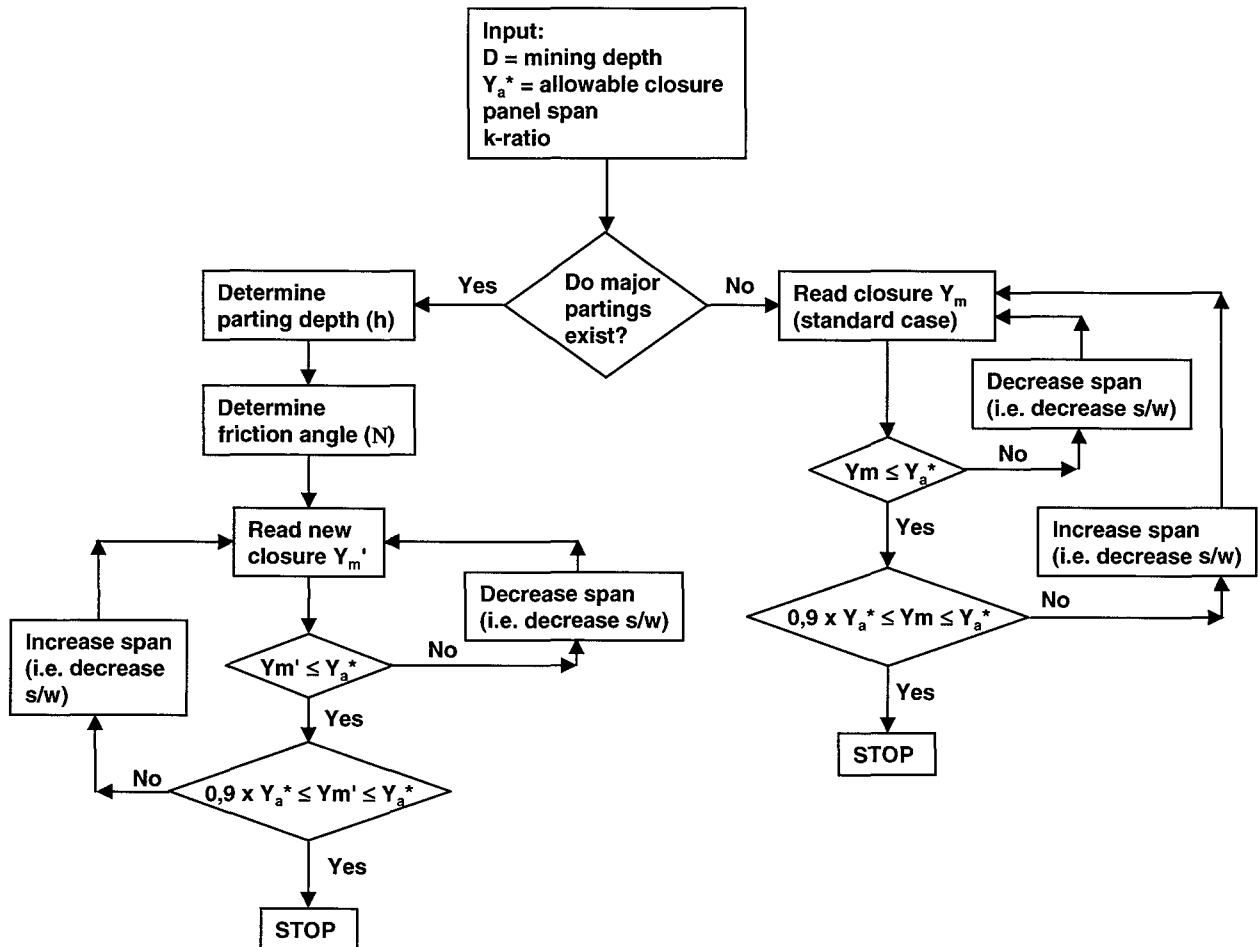 Input:
D = mining depth
Yₐ* = allowable closure
panel span
k-ratio
Do major
partings
exist?
Yes
No
Determine
parting depth (h)
Determine
friction angle (N)
Read new
closure Yₘ'
Increase span
(i.e. decrease
s/w)
Decrease span
(i.e. decrease s/w)
Ym' ≤ Yₐ*
No
Yes
0,9 x Yₐ* ≤ Ym' ≤ Yₐ*
No
Yes
STOP
Read closure Yₘ
(standard case)
Decrease span
(i.e. decrease s/w)
Ym ≤ Yₐ*
No
Yes
Increase span
(i.e. decrease s/w)
0,9 x Yₐ* ≤ Ym ≤ Yₐ*
No
Yes
STOP